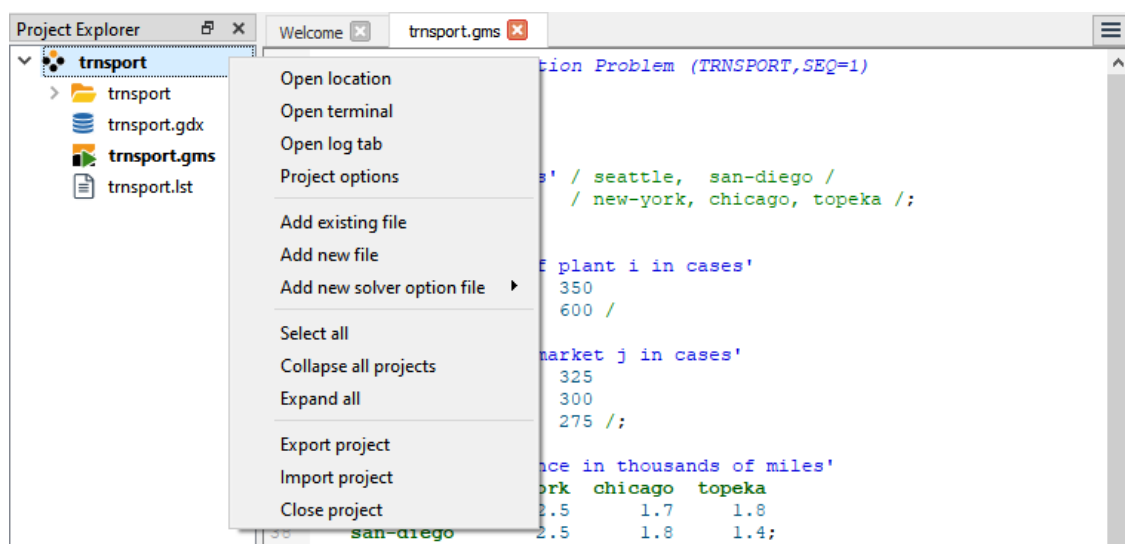 Project Explorer
Welcome
trnsport.gms
trnsport
trnsport
trnsport.gdx
trnsport.gms
trnsport.lst
Open location
Open terminal
Open log tab
Project options
Add existing file
Add new file
Add new solver option file
Select all
Collapse all projects
Expand all
Export project
Import project
Close project
tion Problem (TRNSPORT,SEQ=1)
s' / seattle, san-diego /
/ new-york, chicago, topeka /;
f plant i in cases'
350
600 /
market j in cases'
325
300
275 /;
nce in thousands of miles'
ork chicago topeka
2.5 1.7 1.8
38 san-diego 2.5 1.8 1.4;